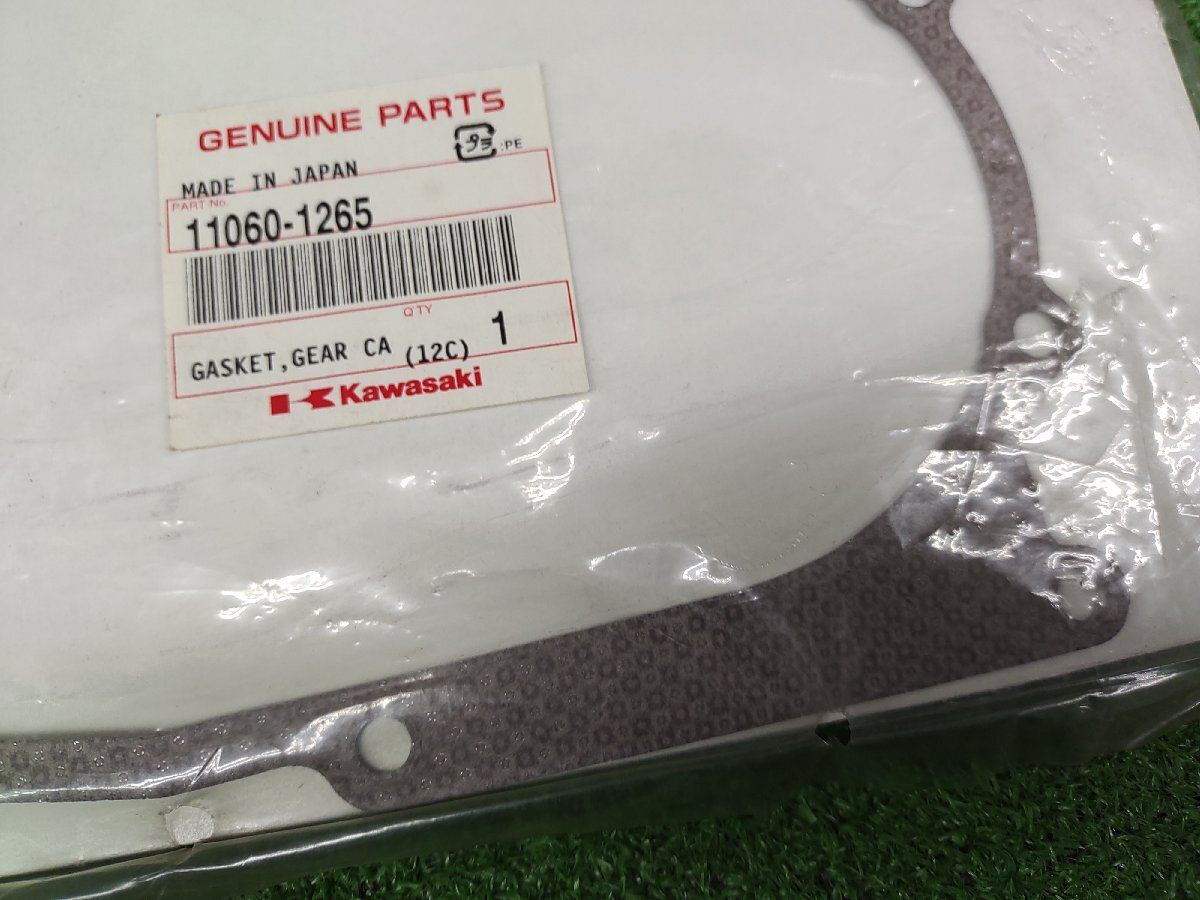 GENUINE PARTS
プラ :PE
MADE IN JAPAN
PART No.
11060-1265
QTY
1
GASKET,GEAR CA (12C)
Kawasaki